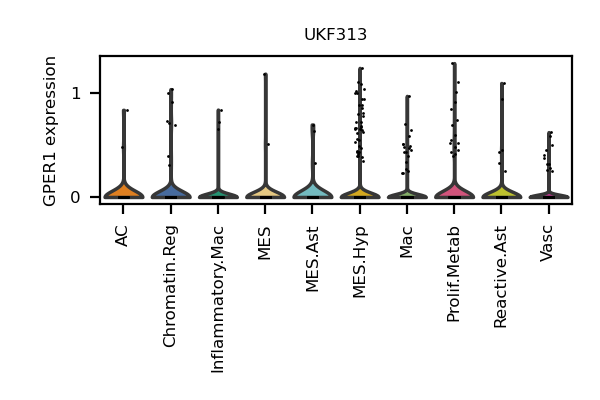 UKF313
GPER1 expression
1
0
AC
Chromatin.Reg
Inflammatory.Mac
MES
MES.Ast
MES.Hyp
Mac
Prolif.Metab
Reactive.Ast
Vasc